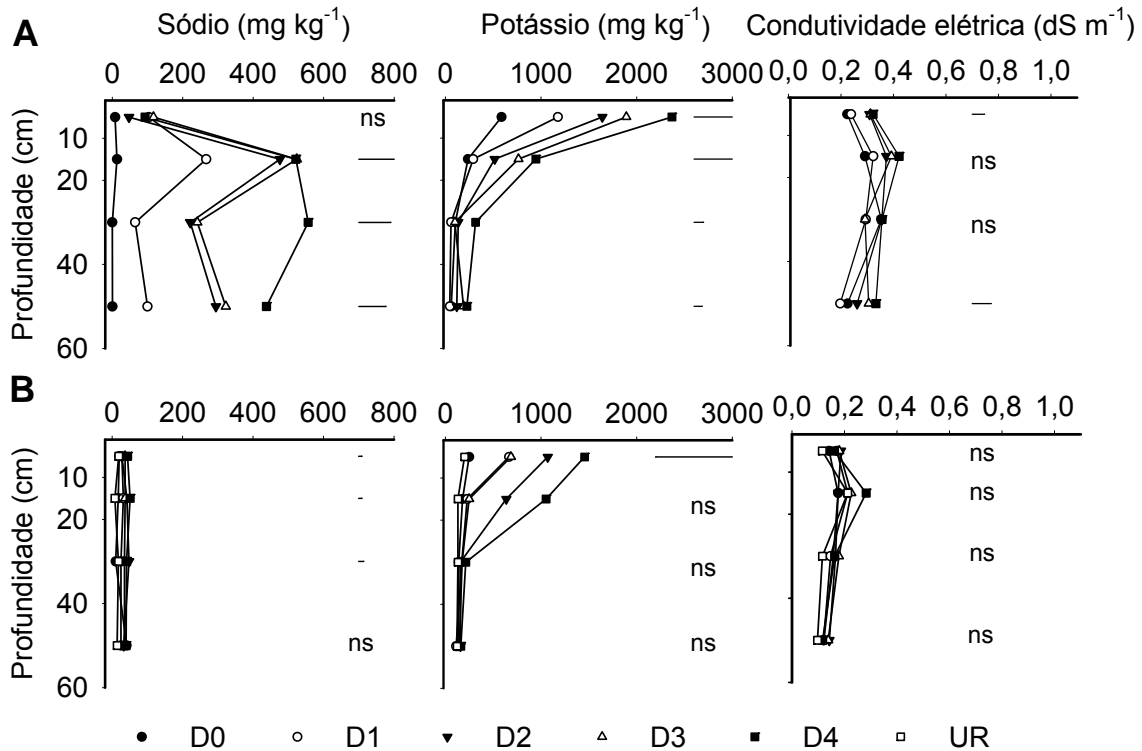 A
Sódio (mg kg-1)
Potássio (mg kg-1)
Condutividade elétrica (dS m-1)
0 200 400 600 800
0 1000 2000 3000
0,0 0,2 0,4 0,6 0,8 1,0
Profundidade (cm)
10
20
40
60
ns
ns
ns
B
0 200 400 600 800
0 1000 2000 3000
0,0 0,2 0,4 0,6 0,8 1,0
Profundidade (cm)
10
20
40
60
ns
ns
ns
ns
ns
ns
ns
ns
D0 D1 D2 D3 D4 UR